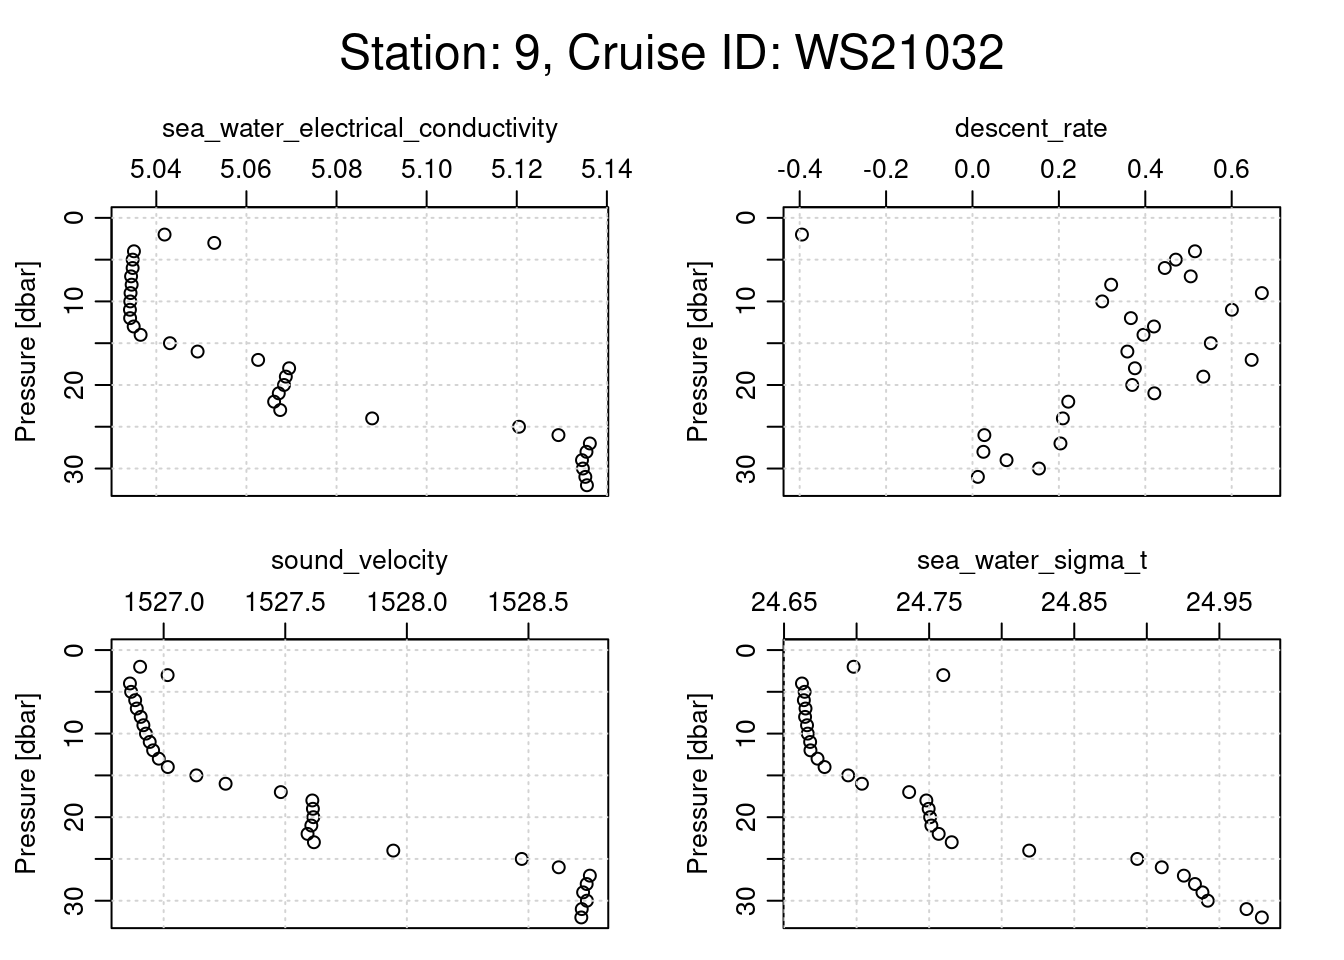 Station: 9, Cruise ID: WS21032
sea_water_electrical_conductivity
5.04 5.06 5.08 5.10 5.12 5.14
Pressure [dbar]
0
10
20
30
descent_rate
-0.4 -0.2 0.0 0.2 0.4 0.6
Pressure [dbar]
0
10
20
30
sound_velocity
1527.0 1527.5 1528.0 1528.5
Pressure [dbar]
0
10
20
30
sea_water_sigma_t
24.65 24.75 24.85 24.95
Pressure [dbar]
0
10
20
30